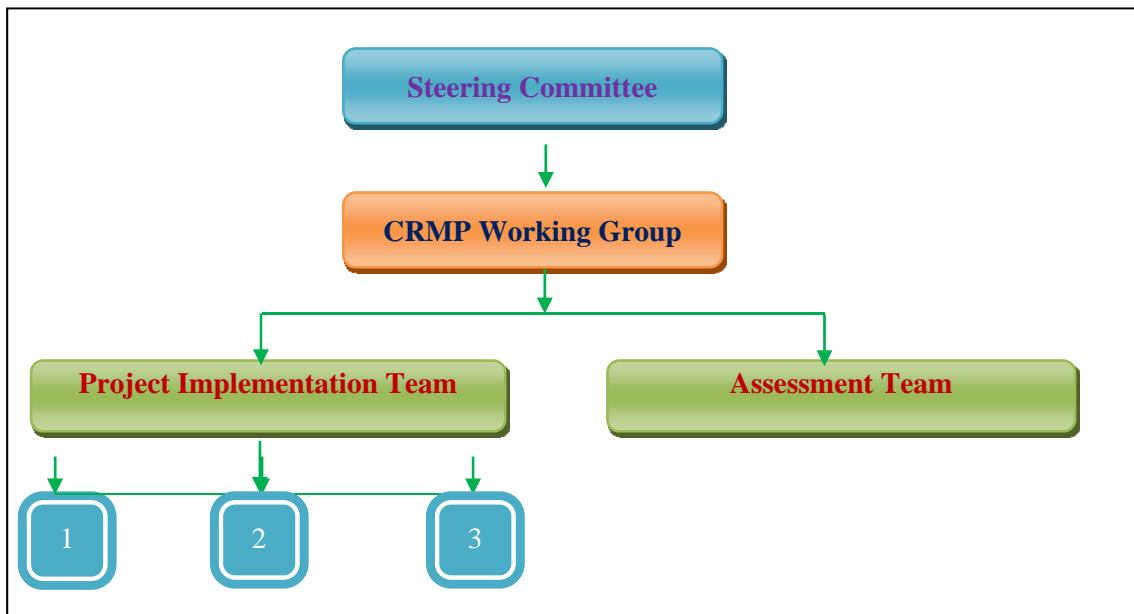 Steering Committee
CRMP Working Group
Project Implementation Team
Assessment Team
1
2
3